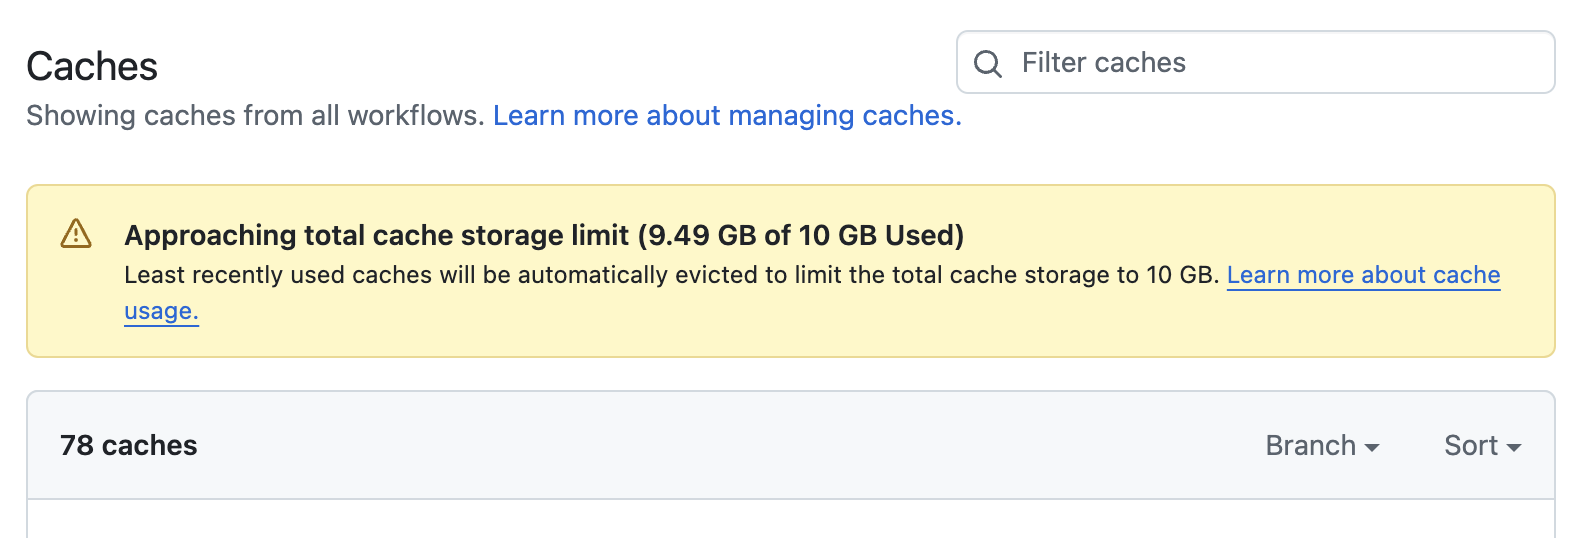 Caches
Filter caches
Showing caches from all workflows. Learn more about managing caches.
Approaching total cache storage limit (9.49 GB of 10 GB Used)
Least recently used caches will be automatically evicted to limit the total cache storage to 10 GB. Learn more about cache
usage.
78 caches
Branch
Sort